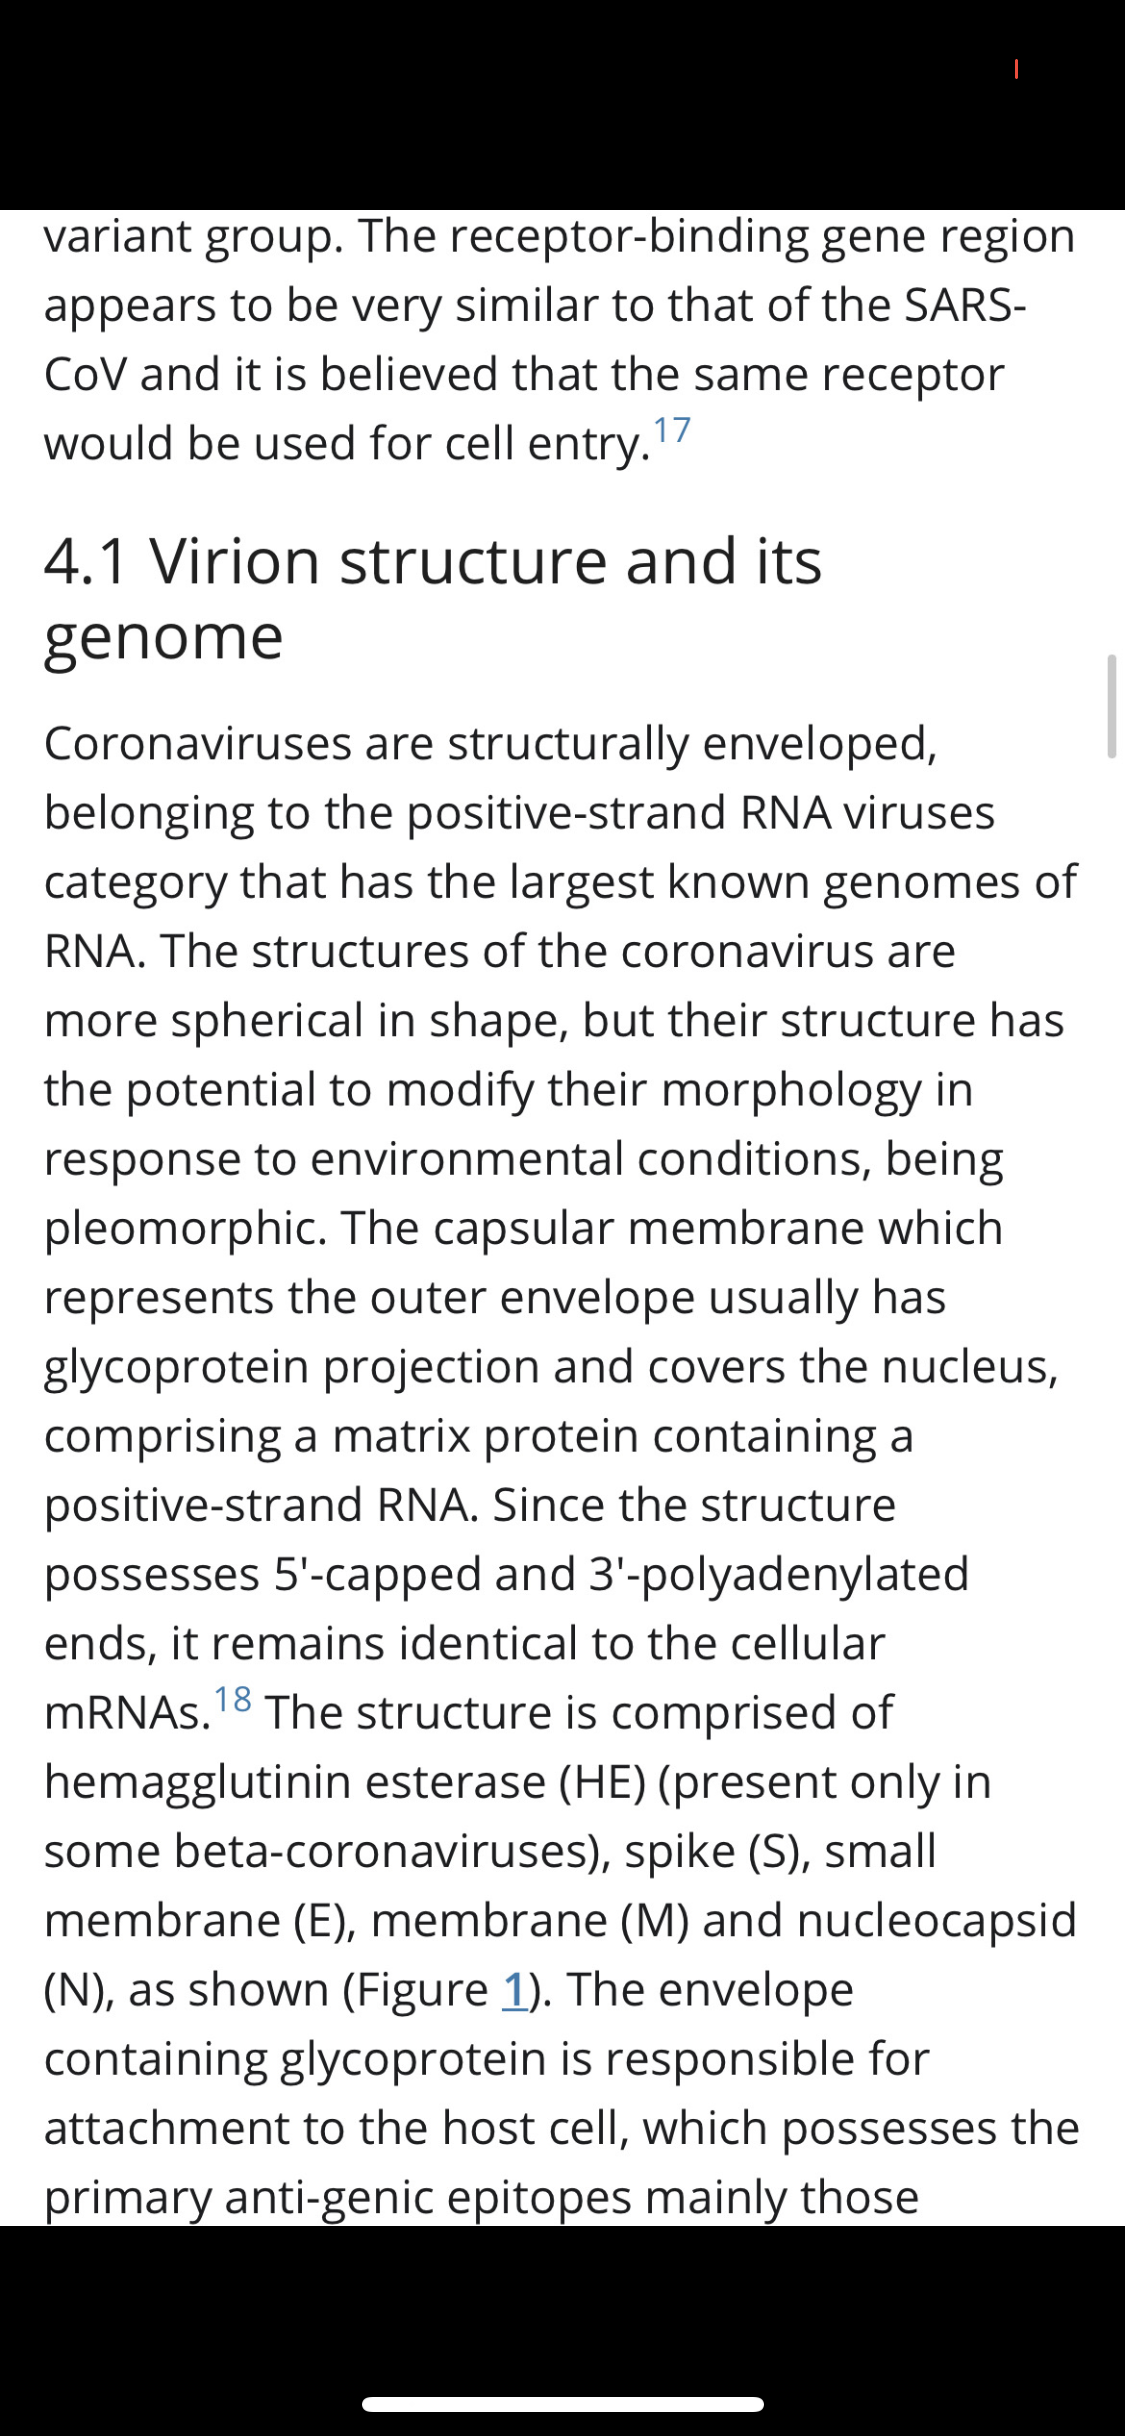 variant group. The receptor-binding gene region
appears to be very similar to that of the SARS-
CoV and it is believed that the same receptor
would be used for cell entry.17
4.1 Virion structure and its
genome
Coronaviruses are structurally enveloped,
belonging to the positive-strand RNA viruses
category that has the largest known genomes of
RNA. The structures of the coronavirus are
more spherical in shape, but their structure has
the potential to modify their morphology in
response to environmental conditions, being
pleomorphic. The capsular membrane which
represents the outer envelope usually has
glycoprotein projection and covers the nucleus,
comprising a matrix protein containing a
positive-strand RNA. Since the structure
possesses 5'-capped and 3'-polyadenylated
ends, it remains identical to the cellular
mRNAs.18 The structure is comprised of
hemagglutinin esterase (HE) (present only in
some beta-coronaviruses), spike (S), small
membrane (E), membrane (M) and nucleocapsid
(N), as shown (Figure 1). The envelope
containing glycoprotein is responsible for
attachment to the host cell, which possesses the
primary anti-genic epitopes mainly those